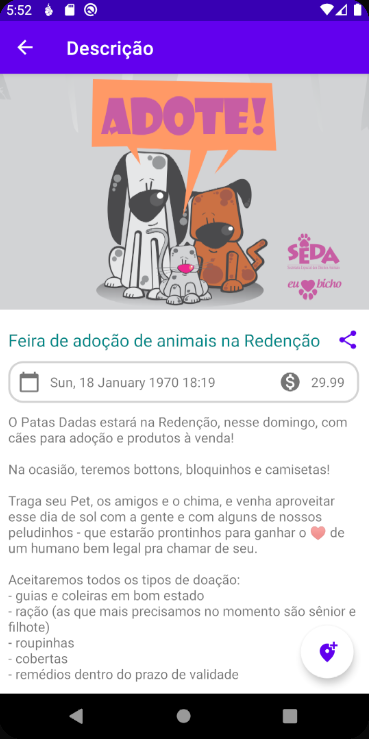 5:52
Descrição
ADOTE!
SEDA
eu bicho
Feira de adoção de animais na Redenção
Sun, 18 January 1970 18:19
29.99
O Patas Dadas estará na Redenção, nesse domingo, com
cães para adoção e produtos à venda!
Na ocasião, teremos bottons, bloquinhos e camisetas!
Traga seu Pet, os amigos e o chima, e venha aproveitar
esse dia de sol com a gente e com alguns de nossos
peludinhos - que estarão prontinhos para ganhar o ❤️ de
um humano bem legal pra chamar de seu.
Aceitaremos todos os tipos de doação:
- guias e coleiras em bom estado
- ração (as que mais precisamos no momento são sênior e
filhote)
- roupinhas
- cobertas
- remédios dentro do prazo de validade